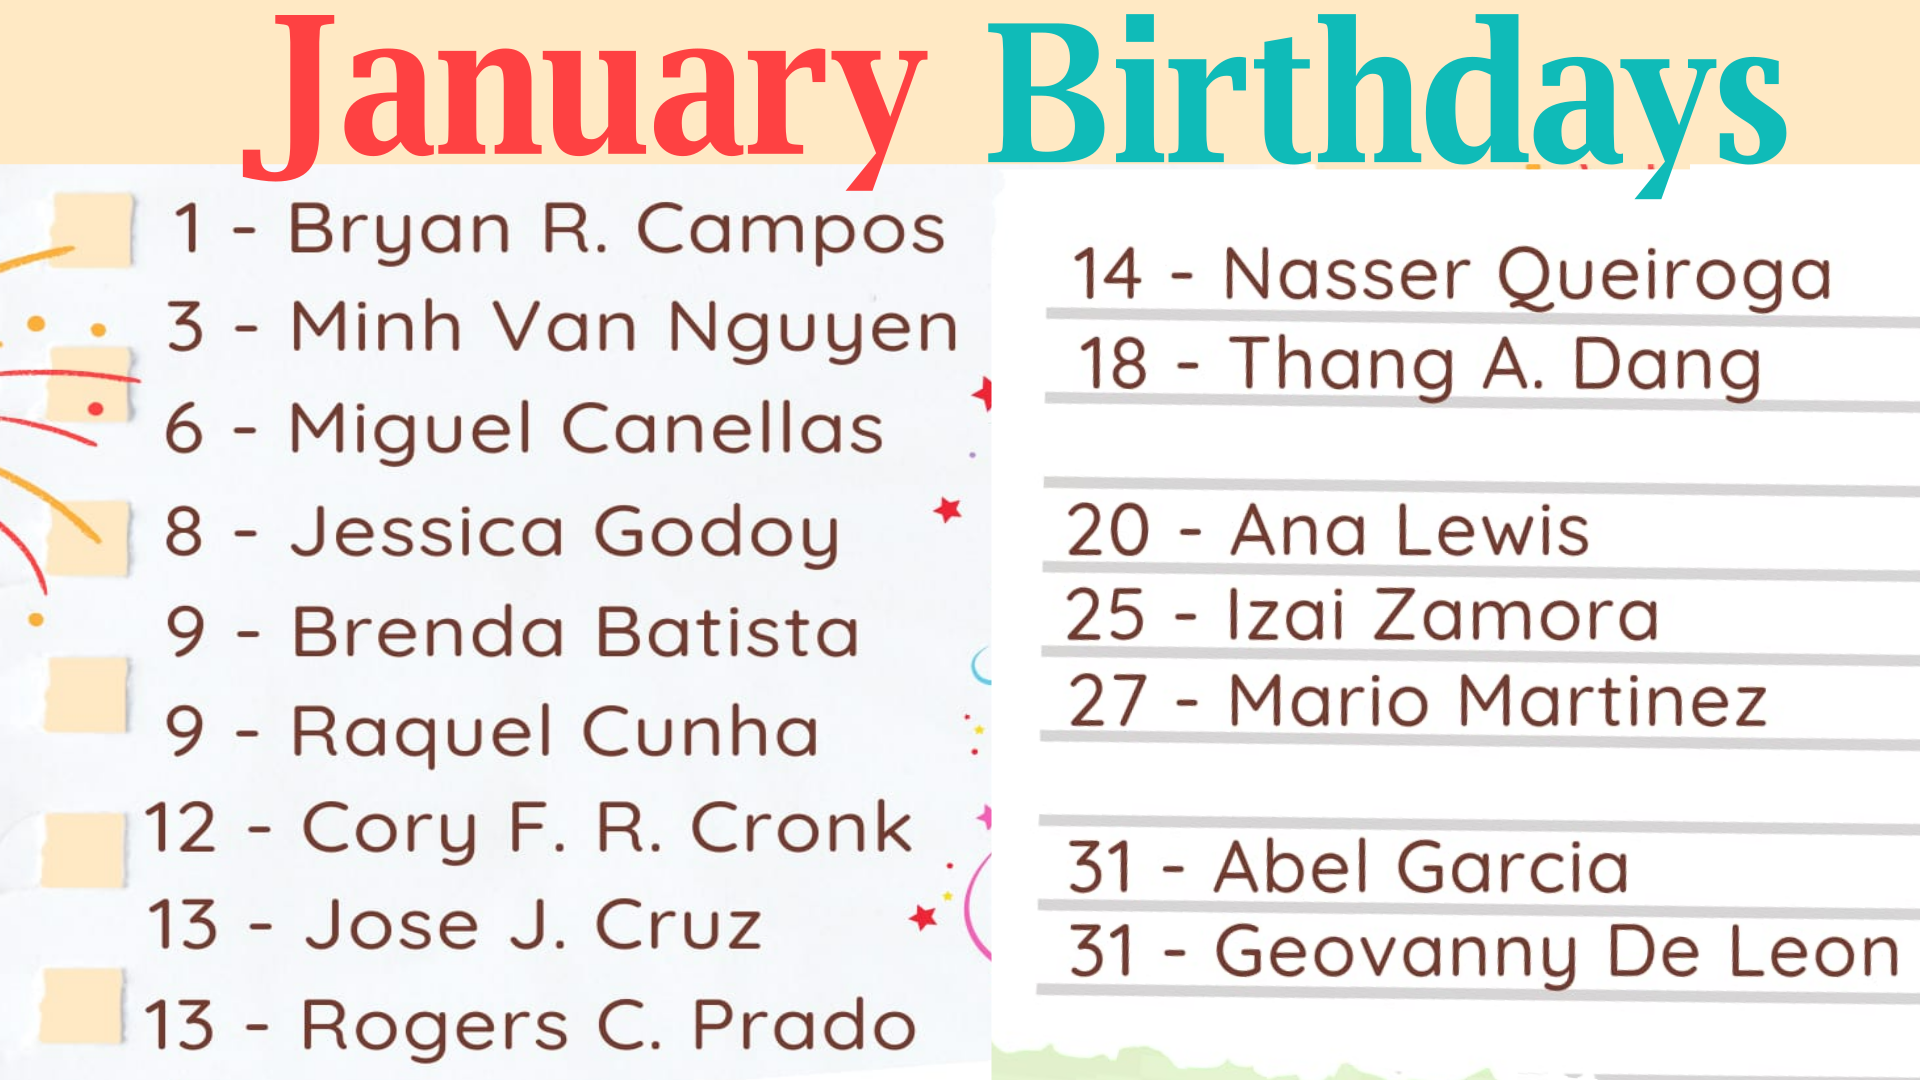 January Birthdays
1 - Bryan R. Campos
3 - Minh Van Nguyen
6 - Miguel Canellas
8 - Jessica Godoy
9 - Brenda Batista
9 - Raquel Cunha
12 - Cory F. R. Cronk
13 - Jose J. Cruz
13 - Rogers C. Prado
14 - Nasser Queiroga
18 - Thang A. Dang
20 - Ana Lewis
25 - Izai Zamora
27 - Mario Martinez
31 - Abel Garcia
31 - Geovanny De Leon